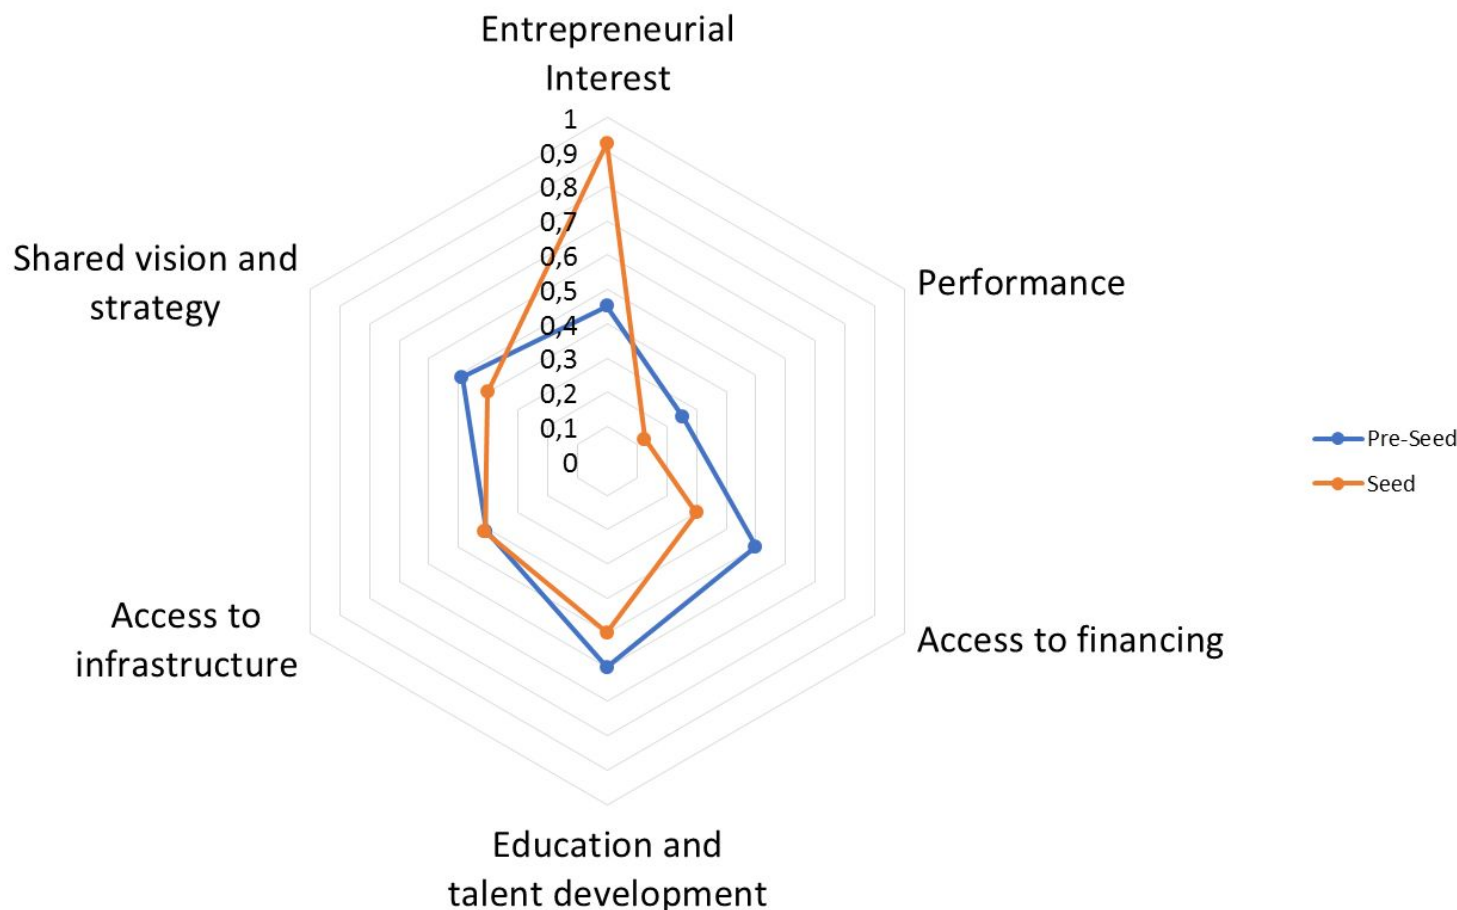 Entrepreneurial
Interest
1
0,9
0,8
0,7
0,6
0,5
0,4
0,3
0,2
0,1
0
Shared vision and
strategy
Performance
Pre-Seed
Seed
Access to
infrastructure
Access to financing
Education and
talent development